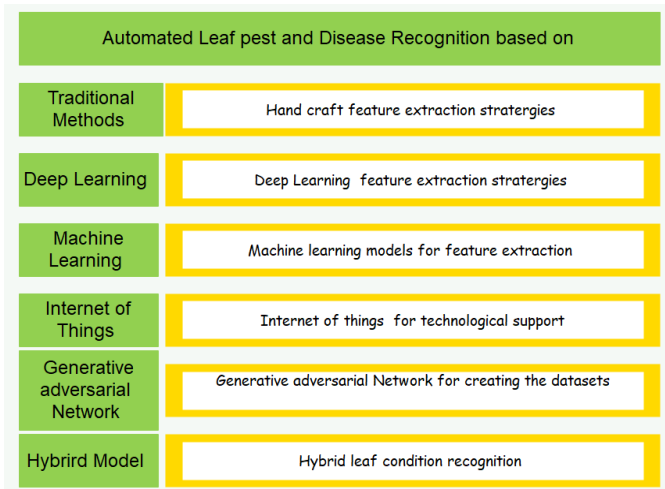 Automated Leaf pest and Disease Recognition based on
Traditional
Methods
Hand craft feature extraction stratergies
Deep Learning
Deep Learning feature extraction stratergies
Machine
Learning
Machine learning models for feature extraction
Internet of
Things
Internet of things for technological support
Generative
adversarial
Network
Generative adversarial Network for creating the datasets
Hybrird Model
Hybrid leaf condition recognition